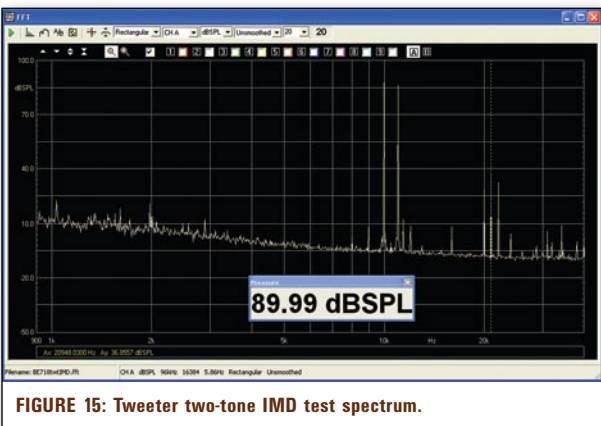 FFT
Rectangular CH A dBSPL Unsmoothed 20 20
1 2 3 4 5 6 7 8 9 A
100.0
dBSPL
70.0
40.0
10.0
-20.0
-50.0
Pressure
89.99 dBSPL
900 1k 2k 5k 10k Hz 20k
Ax: 20948.0300 Hz Ay: 36.8557 dBSPL
Filename: BE718twtIMD.fft CH A dBSPL 96kHz 16384 5.86Hz Rectangular Unsmoothed
FIGURE 15: Tweeter two-tone IMD test spectrum.